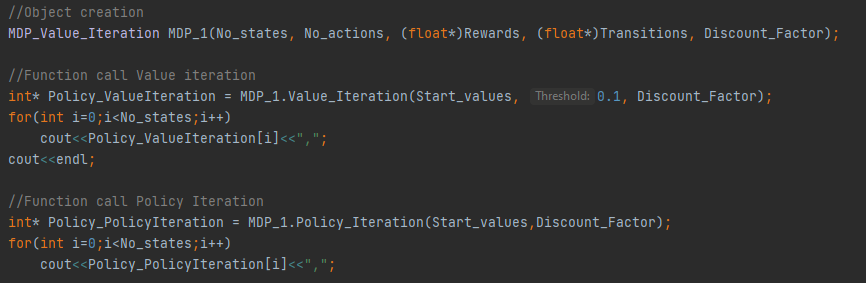 //Object creation
MDP_Value_Iteration MDP_1(No_states, No_actions, (float*)Rewards, (float*)Transitions, Discount_Factor);
//Function call Value iteration
int* Policy_ValueIteration = MDP_1.Value_Iteration(Start_values, Threshold: 0.1, Discount_Factor);
for(int i=0;i<No_states;i++)
    cout<<Policy_ValueIteration[i]<<",";
cout<<endl;
//Function call Policy Iteration
int* Policy_PolicyIteration = MDP_1.Policy_Iteration(Start_values,Discount_Factor);
for(int i=0;i<No_states;i++)
    cout<<Policy_PolicyIteration[i]<<",";